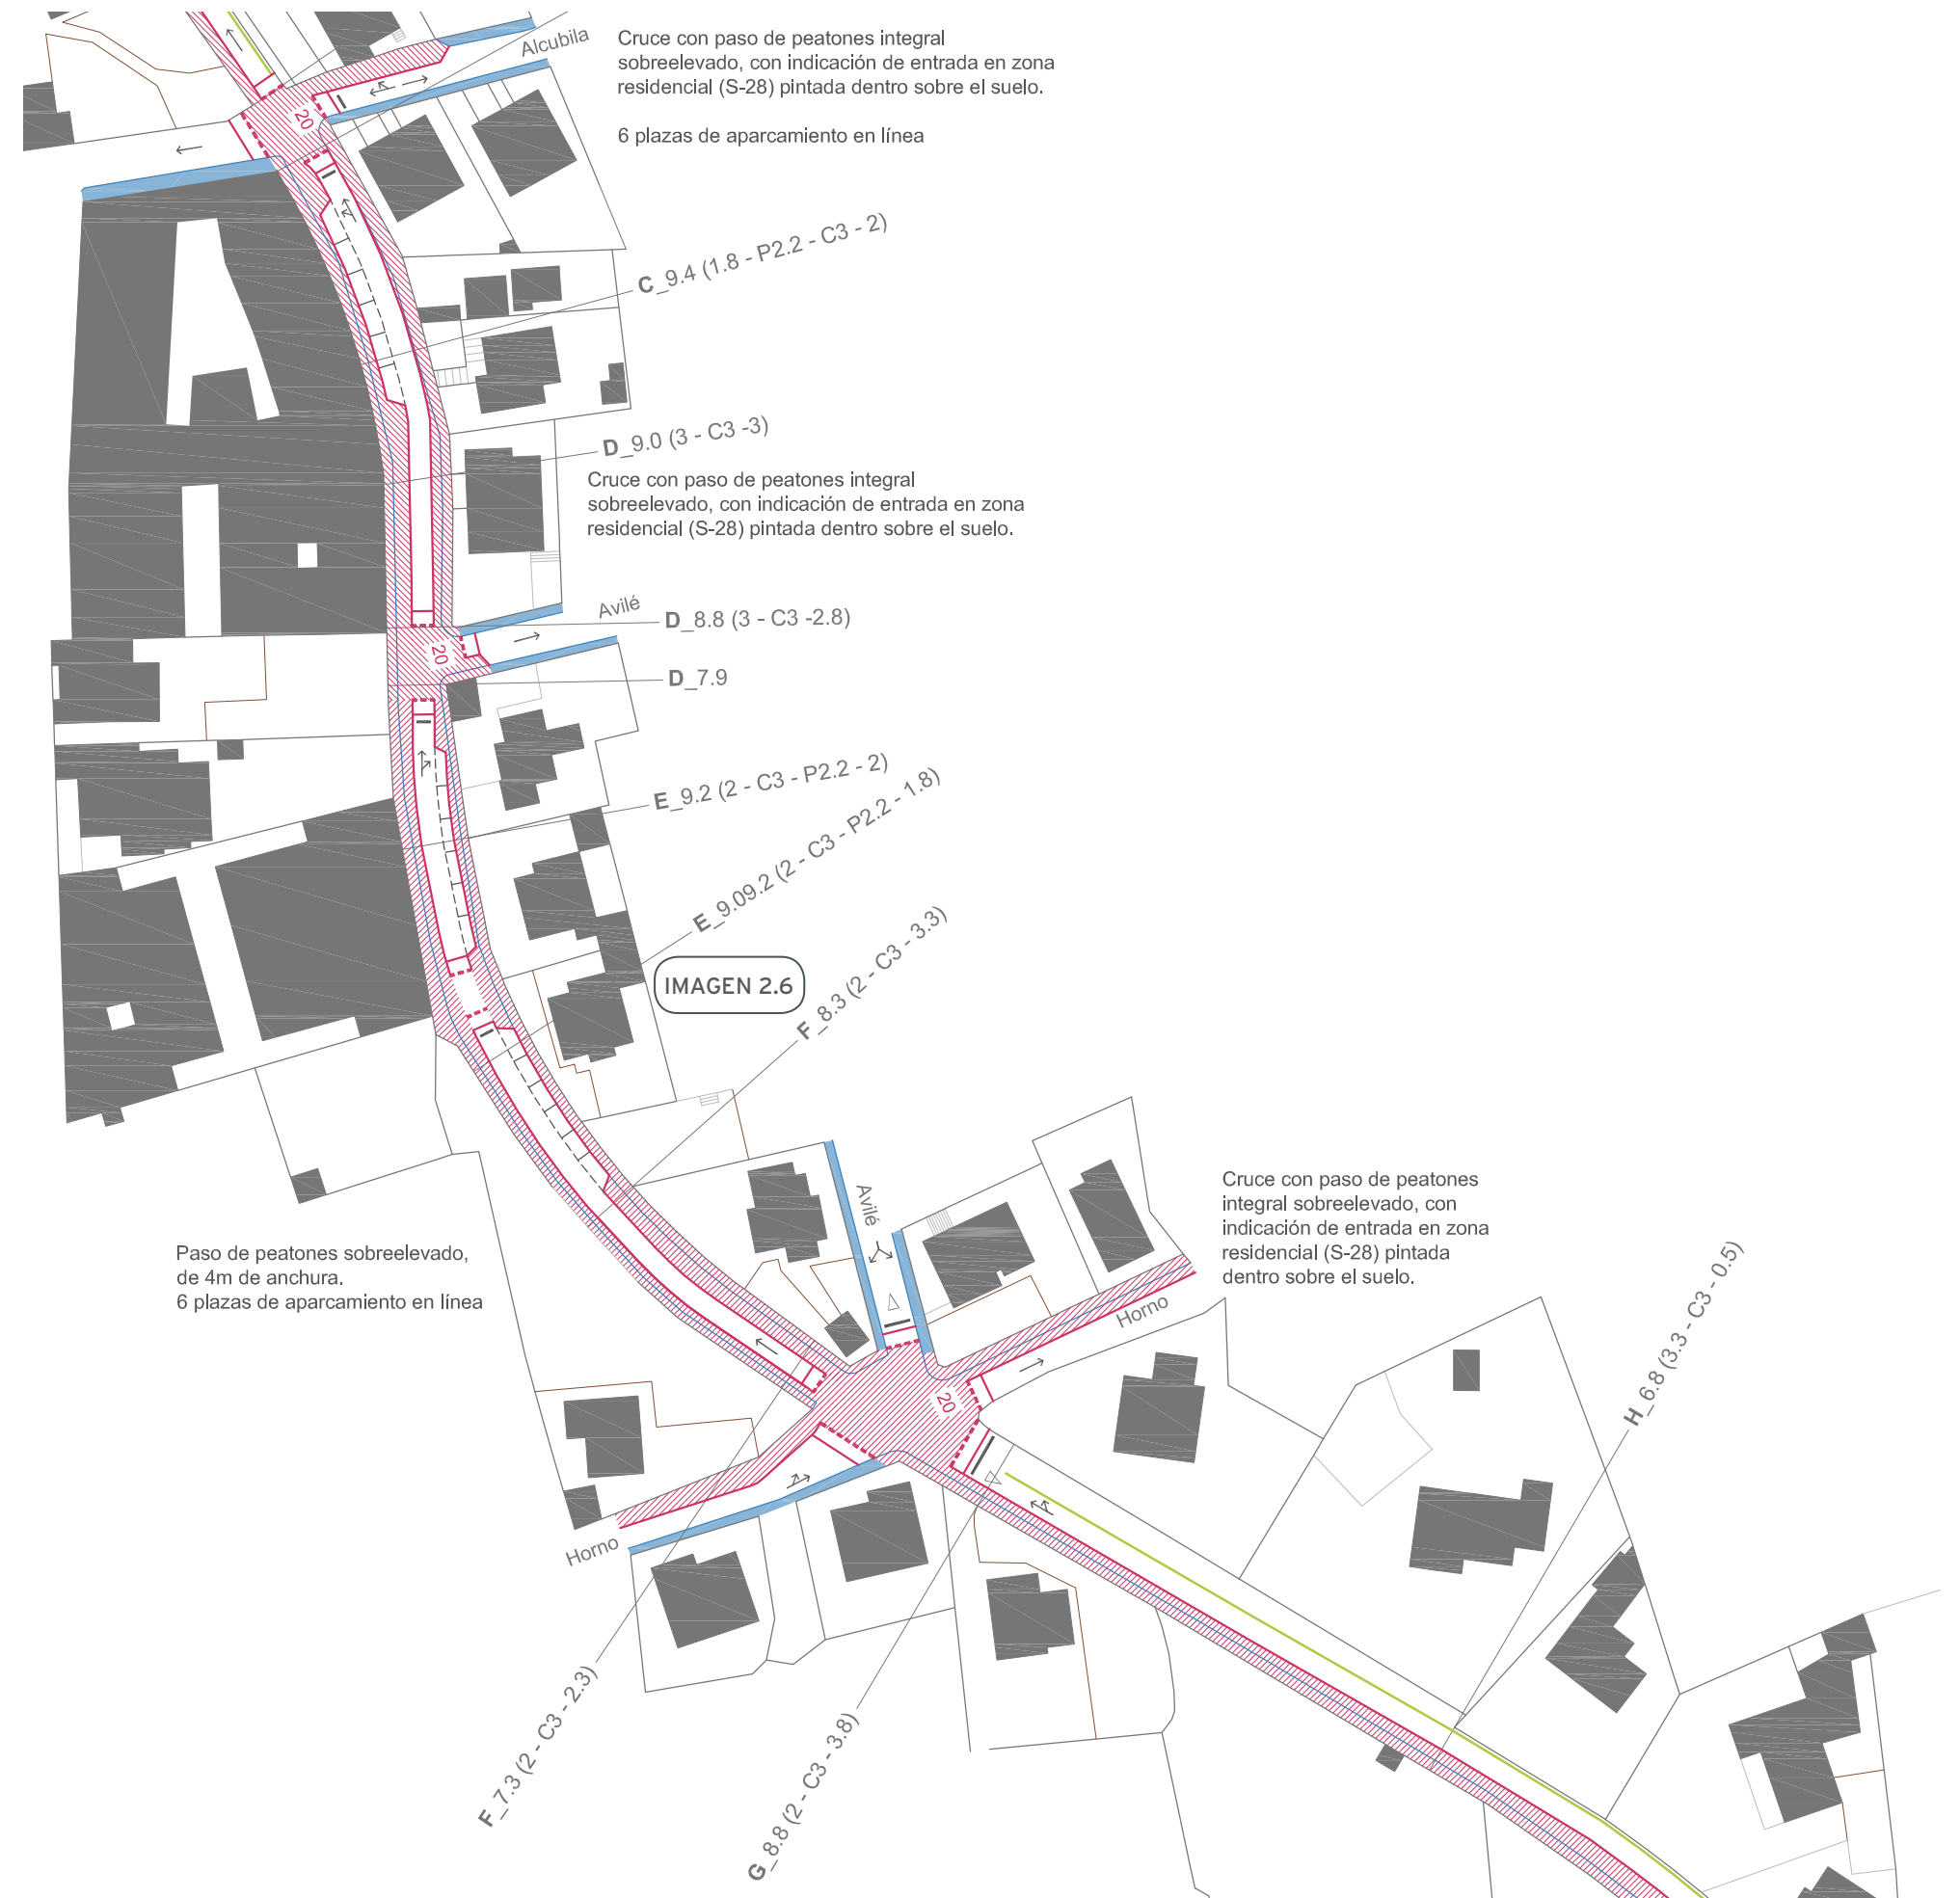 Alcubila
Cruce con paso de peatones integral
sobreelevado, con indicación de entrada en zona
residencial (S-28) pintada dentro sobre el suelo.
6 plazas de aparcamiento en línea
20
C_9.4 (1.8 - P2.2 - C3 - 2)
D_9.0 (3 - C3 -3)
Cruce con paso de peatones integral
sobreelevado, con indicación de entrada en zona
residencial (S-28) pintada dentro sobre el suelo.
Avilé
D_8.8 (3 - C3 -2.8)
20
D_7.9
E_9.2 (2 - C3 - P2.2 - 2)
E_9.09.2 (2 - C3 - P2.2 - 1.8)
IMAGEN 2.6
F_8.3 (2 - C3 - 3.3)
Avilé
Cruce con paso de peatones
integral sobreelevado, con
indicación de entrada en zona
residencial (S-28) pintada
dentro sobre el suelo.
Paso de peatones sobreelevado,
de 4m de anchura.
6 plazas de aparcamiento en línea
Horno
H_6.8 (3.3 - C3 - 0.5)
20
Horno
F_7.3 (2 - C3 - 2.3)
G_8.8 (2 - C3 - 3.8)